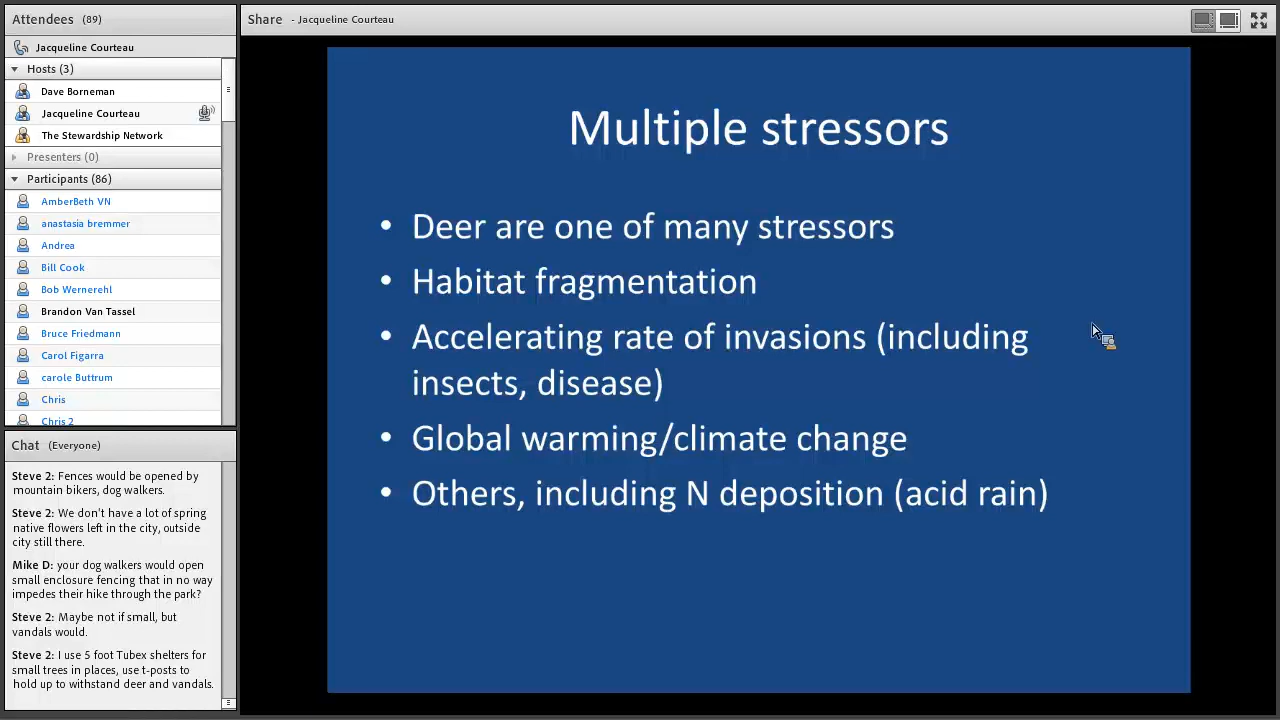 Attendees (89)
Jacqueline Courteau
Hosts (3)
Dave Borneman
Jacqueline Courteau
The Stewardship Network
Presenters (0)
Participants (86)
AmberBeth VN
anastasia bremmer
Andrea
Bill Cook
Bob Wernerehl
Brandon Van Tassel
Bruce Friedmann
Carol Figarra
carole Buttrum
Chris
Chris 2
Chat (Everyone)
Steve 2: Fences would be opened by
mountain bikers, dog walkers.
Steve 2: We don't have a lot of spring
native flowers left in the city, outside
city still there.
Mike D: your dog walkers would open
small enclosure fencing that in no way
impedes their hike through the park?
Steve 2: Maybe not if small, but
vandals would.
Steve 2: I use 5 foot Tubex shelters for
small trees in places, use t-posts to
hold up to withstand deer and vandals.
Share - Jacqueline Courteau
Multiple stressors
• Deer are one of many stressors
• Habitat fragmentation
• Accelerating rate of invasions (including
insects, disease)
• Global warming/climate change
• Others, including N deposition (acid rain)